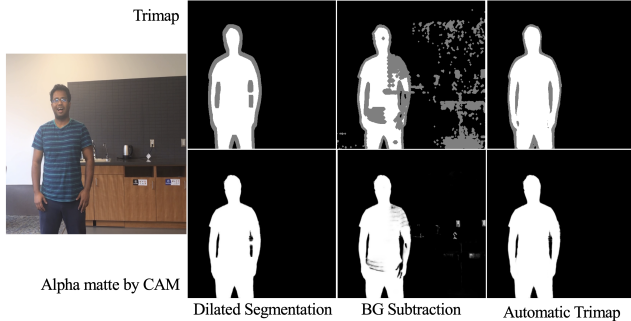 Trimap
Alpha matte by CAM
Dilated Segmentation
BG Subtraction
Automatic Trimap